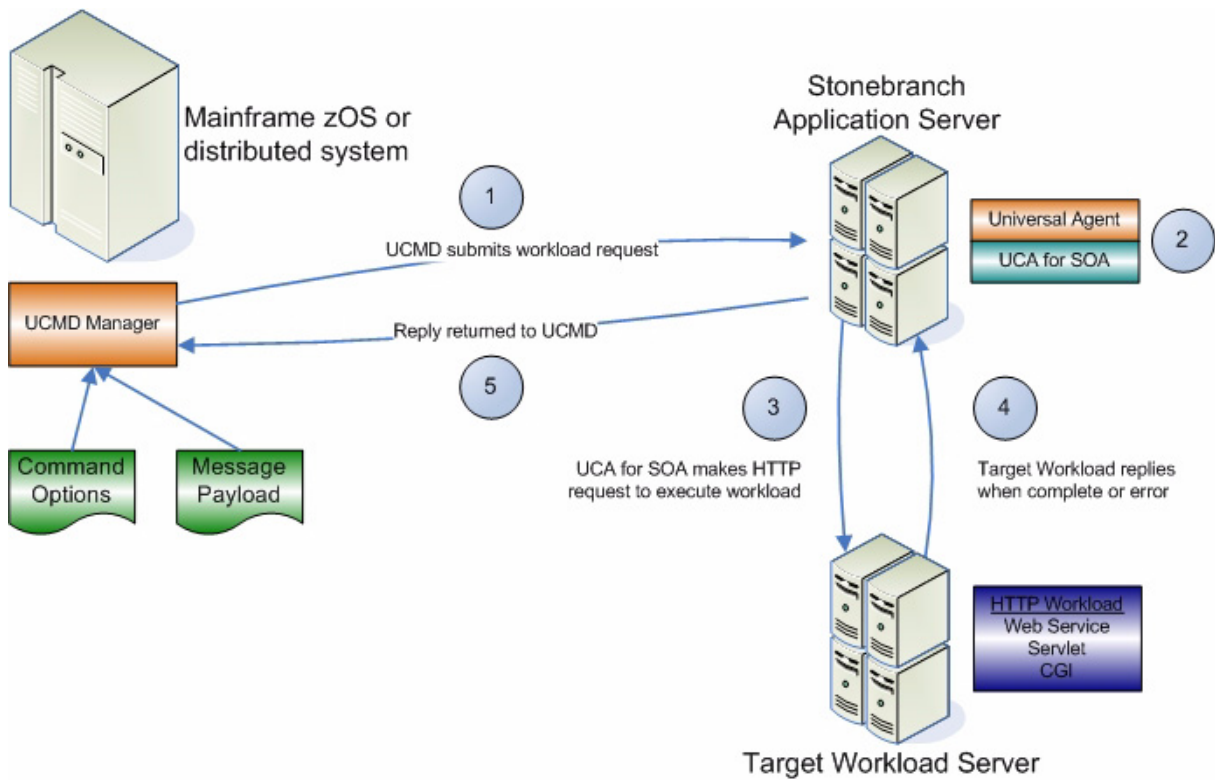 Mainframe zOS or
distributed system
Stonebranch
Application Server
1
UCMD submits workload request
Universal Agent
UCA for SOA
2
UCMD Manager
Reply returned to UCMD
5
3
4
Command
Options
Message
Payload
UCA for SOA makes HTTP
request to execute workload
Target Workload replies
when complete or error
HTTP Workload
Web Service
Servlet
CGI
Target Workload Server